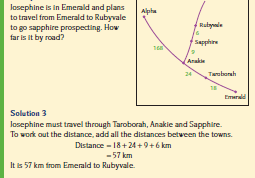 Iosephine is in Emerald and plans
to travel from Emerald to Rubyvale
to go sapphire prospecting. How
far is it by road?
Alpha
Rubyvale
6
Sapphire
168
9
Anakie
24
Taroborah
18
Emerald
Solution 3
Iosephine must travel through Taroborah, Anakie and Sapphire.
To work out the distance, add all the distances between the towns.
Distance = 18 + 24 + 9 + 6 km
= 57 km
It is 57 km from Emerald to Rubyvale.